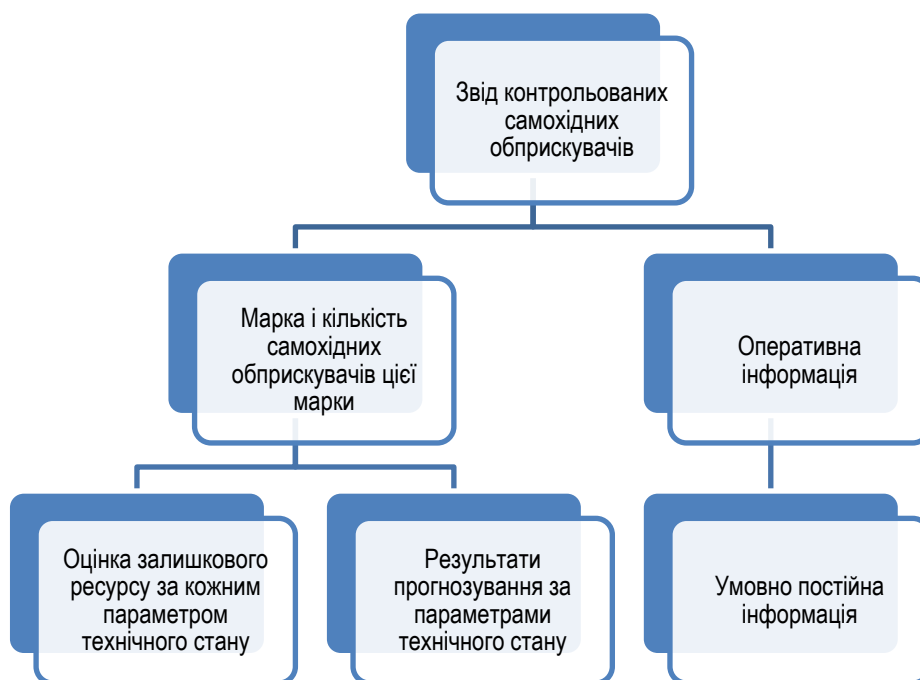 Звід контрольованих
самохідних
обприскувачів
Марка і кількість
самохідних
обприскувачів цієї
марки
Оперативна
інформація
Оцінка залишкового
ресурсу за кожним
параметром
технічного стану
Результати
прогнозування за
параметрами
технічного стану
Умовно постійна
інформація